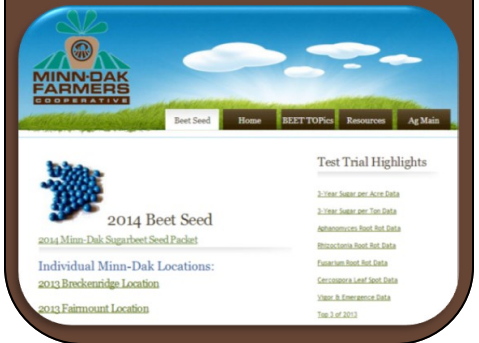 MINN-DAK
FARMERS
COOPERATIVE
Beet Seed
Home
BEET TOPics
Resources
Ag Main
2014 Beet Seed
2014 Minn-Dak Sugarbeet Seed Packet
Individual Minn-Dak Locations:
2013 Breckenridge Location
2013 Fairmount Location
Test Trial Highlights
3-Year Sugar per Acre Data
3-Year Sugar per Ton Data
Aphanomyces Root Rot Data
Rhizoctonia Root Rot Data
Fusarium Root Rot Data
Cercospora Leaf Spot Data
Vigor & Emergence Data
Top 3 of 2013